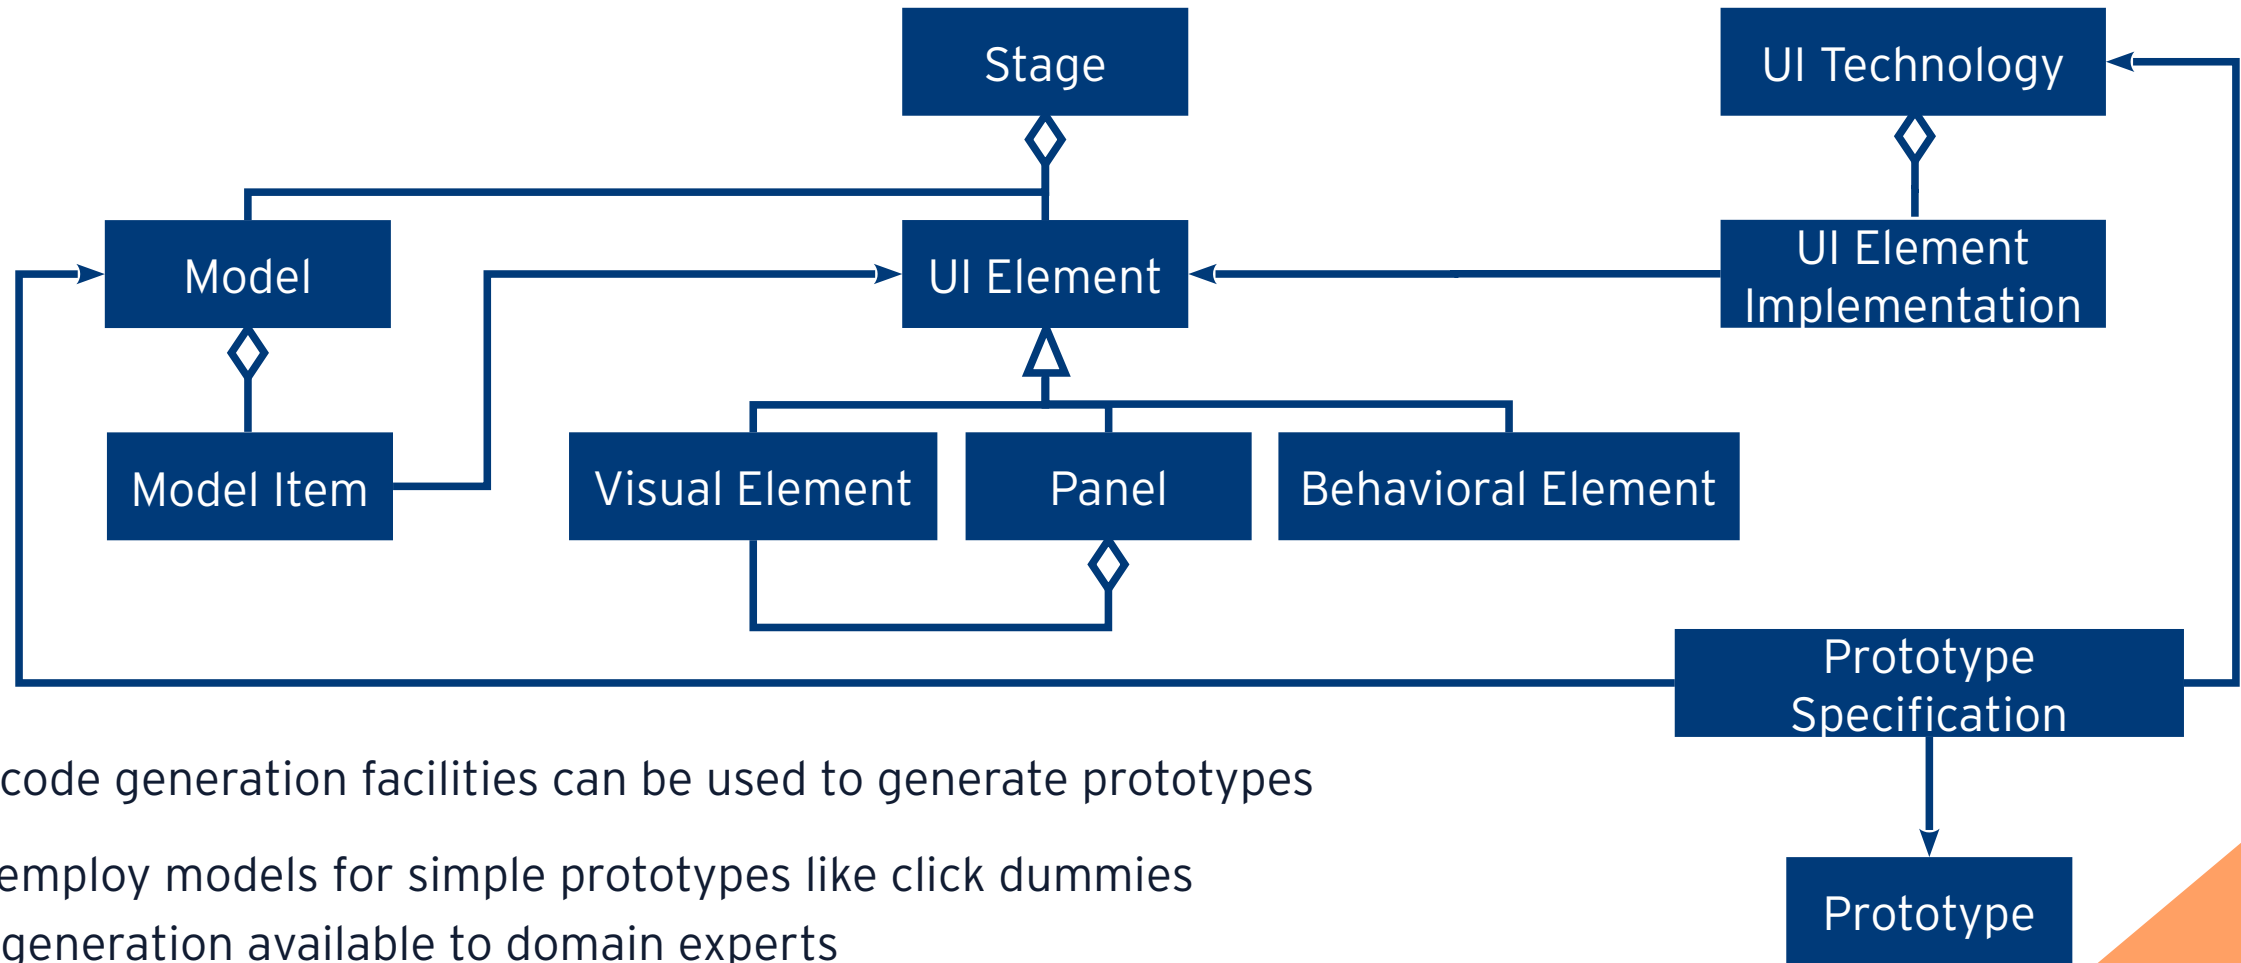 Stage
UI Technology
Model
UI Element
UI Element
Implementation
Model Item
Visual Element
Panel
Behavioral Element
Prototype
Specification
code generation facilities can be used to generate prototypes
employ models for simple prototypes like click dummies
generation available to domain experts
Prototype